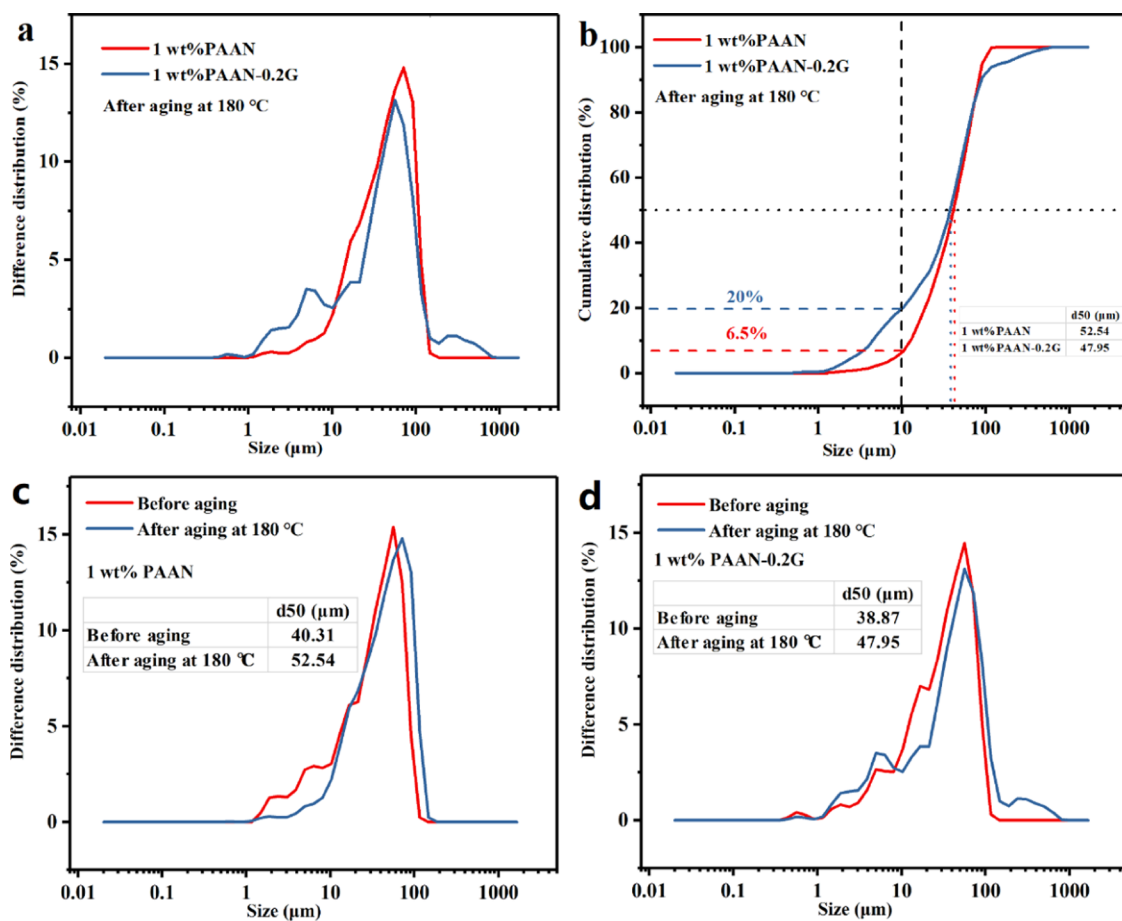 a
1 wt%PAAN
1 wt%PAAN-0.2G
After aging at 180 °C
Difference distribution (%)
15
10
5
0
0.01 0.1 1 10 100 1000
Size (μm)
b
1 wt%PAAN
1 wt%PAAN-0.2G
After aging at 180 °C
Cumulative distribution (%)
100
80
60
40
20
0
20%
6.5%
d50 (μm)
1 wt%PAAN 52.54
1 wt%PAAN-0.2G 47.95
0.01 0.1 1 10 100 1000
Size (μm)
c
Before aging
After aging at 180 °C
1 wt% PAAN
d50 (μm)
Before aging 40.31
After aging at 180 ℃ 52.54
Difference distribution (%)
15
10
5
0
0.01 0.1 1 10 100 1000
Size (μm)
d
Before aging
After aging at 180 °C
1 wt% PAAN-0.2G
d50 (μm)
Before aging 38.87
After aging at 180 ℃ 47.95
Difference distribution (%)
15
10
5
0
0.01 0.1 1 10 100 1000
Size (μm)